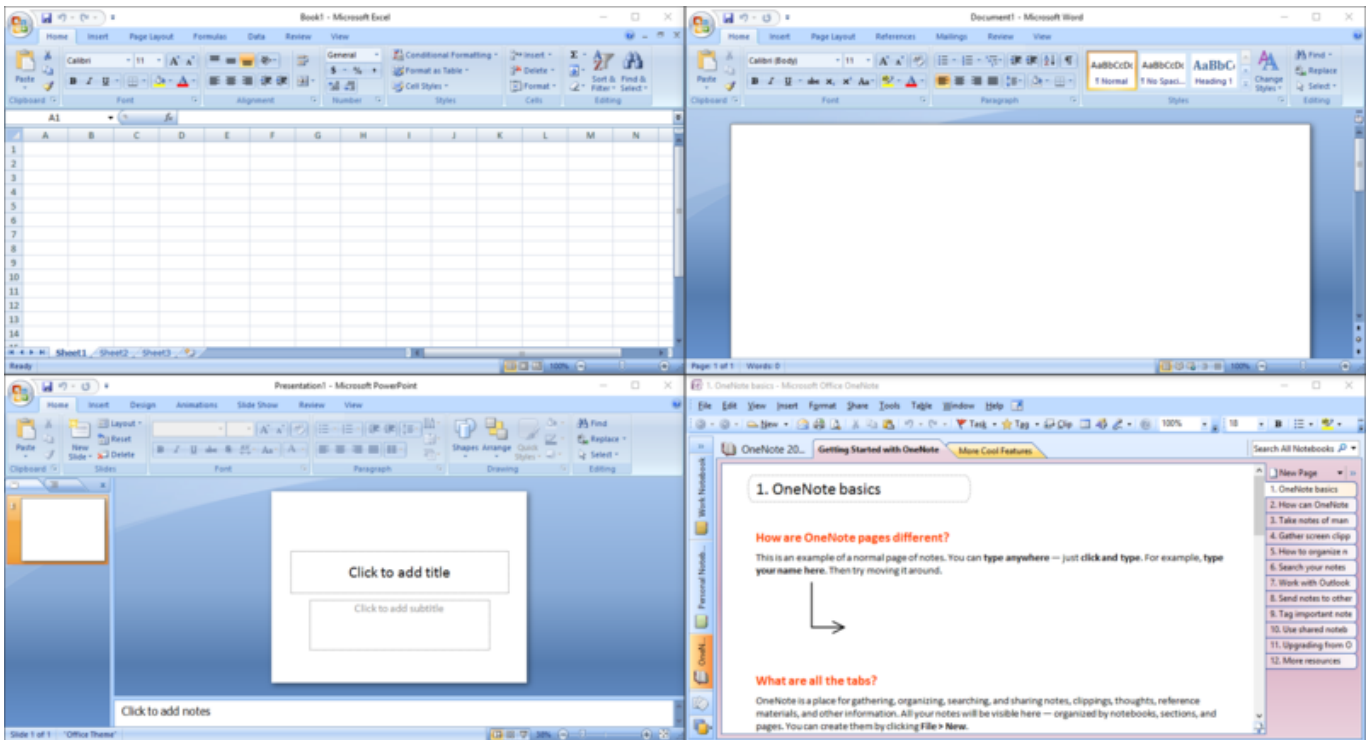 Book1 - Microsoft Excel
Home Insert Page Layout Formulas Data Review View
Calibri 11 General Conditional Formatting Insert
Paste B I U $ % , Format as Table Delete Sort & Find &
Cell Styles Format Filter Select
Clipboard Font Alignment Number Styles Cells Editing
A1 fx
A B C D E F G H I J K L M N
1
2
3
4
5
6
7
8
9
10
11
12
13
14
Sheet1 Sheet2 Sheet3
Ready 100%
Document1 - Microsoft Word
Home Insert Page Layout References Mailings Review View
Calibri (Body) 11 AaBbCcDc AaBbCcDc AaBbC Find
Paste B I U abc Change Replace
¶ Normal ¶ No Spaci... Heading 1 Styles Select
Clipboard Font Paragraph Styles Editing
Page: 1 of 1 Words: 0 100%
Presentation1 - Microsoft PowerPoint
Home Insert Design Animations Slide Show Review View
Layout Find
Paste New Reset Shapes Arrange Quick Replace
Slide Delete B I U abc Styles Select
Clipboard Slides Font Paragraph Drawing Editing
1
Click to add title
Click to add subtitle
Click to add notes
Slide 1 of 1 "Office Theme" 38%
1. OneNote basics - Microsoft Office OneNote
File Edit View Insert Format Share Tools Table Window Help
New Task Tag Clip 100% 18 B
OneNote 20... Getting Started with OneNote More Cool Features Search All Notebooks
Work Notebook
Personal Noteb...
OneN...
1. OneNote basics
How are OneNote pages different?
This is an example of a normal page of notes. You can type anywhere — just click and type. For example, type
your name here. Then try moving it around.
What are all the tabs?
OneNote is a place for gathering, organizing, searching, and sharing notes, clippings, thoughts, reference
materials, and other information. All your notes will be visible here — organized by notebooks, sections, and
pages. You can create them by clicking File > New.
New Page
1. OneNote basics
2. How can OneNote
3. Take notes of man
4. Gather screen clipp
5. How to organize n
6. Search your notes
7. Work with Outlook
8. Send notes to other
9. Tag important note
10. Use shared noteb
11. Upgrading from O
12. More resources